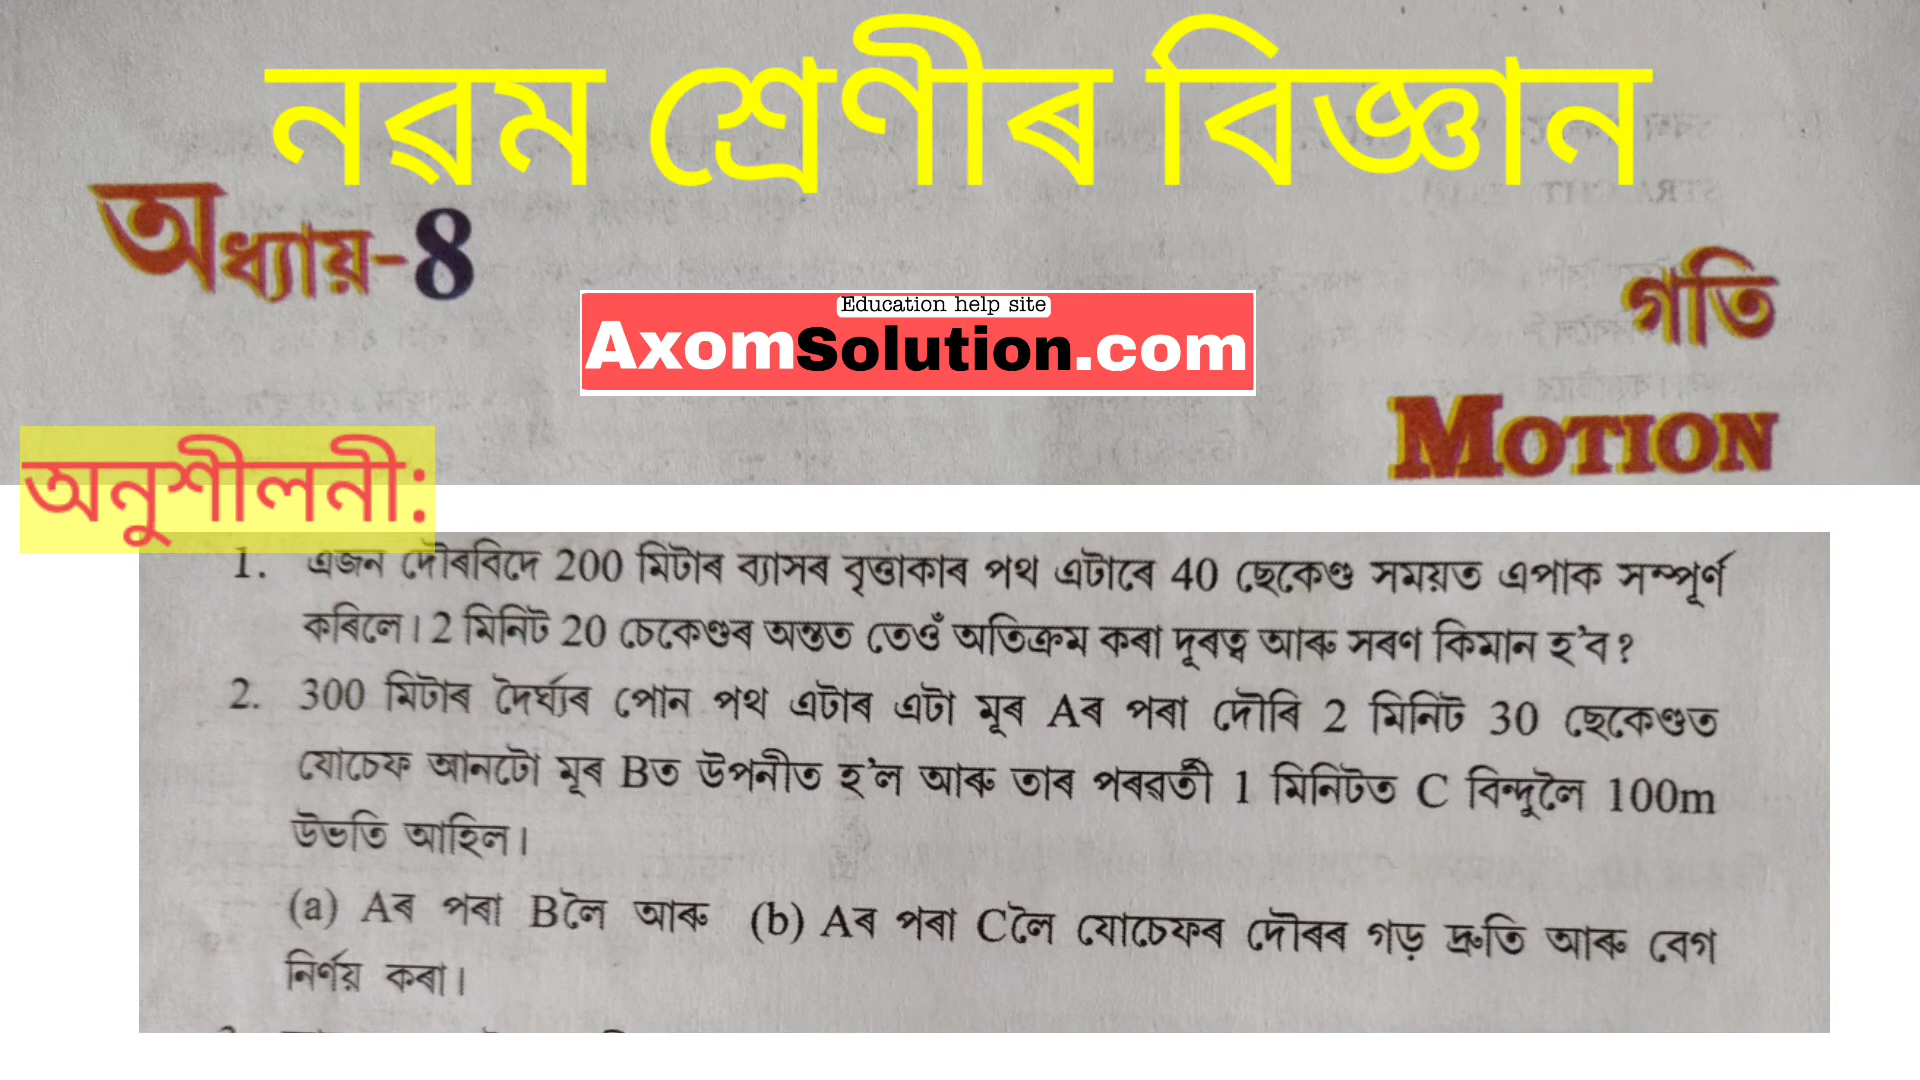 নৱম শ্ৰেণীৰ বিজ্ঞান
অধ্যায়-8
গতি
Education help site
AxomSolution.com
MOTION
অনুশীলনী:
1. এজন দৌৰবিদে 200 মিটাৰ ব্যাসৰ বৃত্তাকাৰ পথ এটাৰে 40 ছেকেণ্ড সময়ত এপাক সম্পূৰ্ণ
কৰিলে। 2 মিনিট 20 চেকেণ্ডৰ অন্তত তেওঁ অতিক্ৰম কৰা দূৰত্ব আৰু সৰণ কিমান হ'ব?
2. 300 মিটাৰ দৈৰ্ঘ্যৰ পোন পথ এটাৰ এটা মূৰ Aৰ পৰা দৌৰি 2 মিনিট 30 ছেকেণ্ডত
যোচেফ আনটো মূৰ Bত উপনীত হ'ল আৰু তাৰ পৰৱৰ্তী 1 মিনিটত C বিন্দুলৈ 100m
উভতি আহিল।
(a) Aৰ পৰা Bলৈ আৰু (b) Aৰ পৰা Cলৈ যোচেফৰ দৌৰৰ গড় দ্ৰুতি আৰু বেগ
নিৰ্ণয় কৰা।